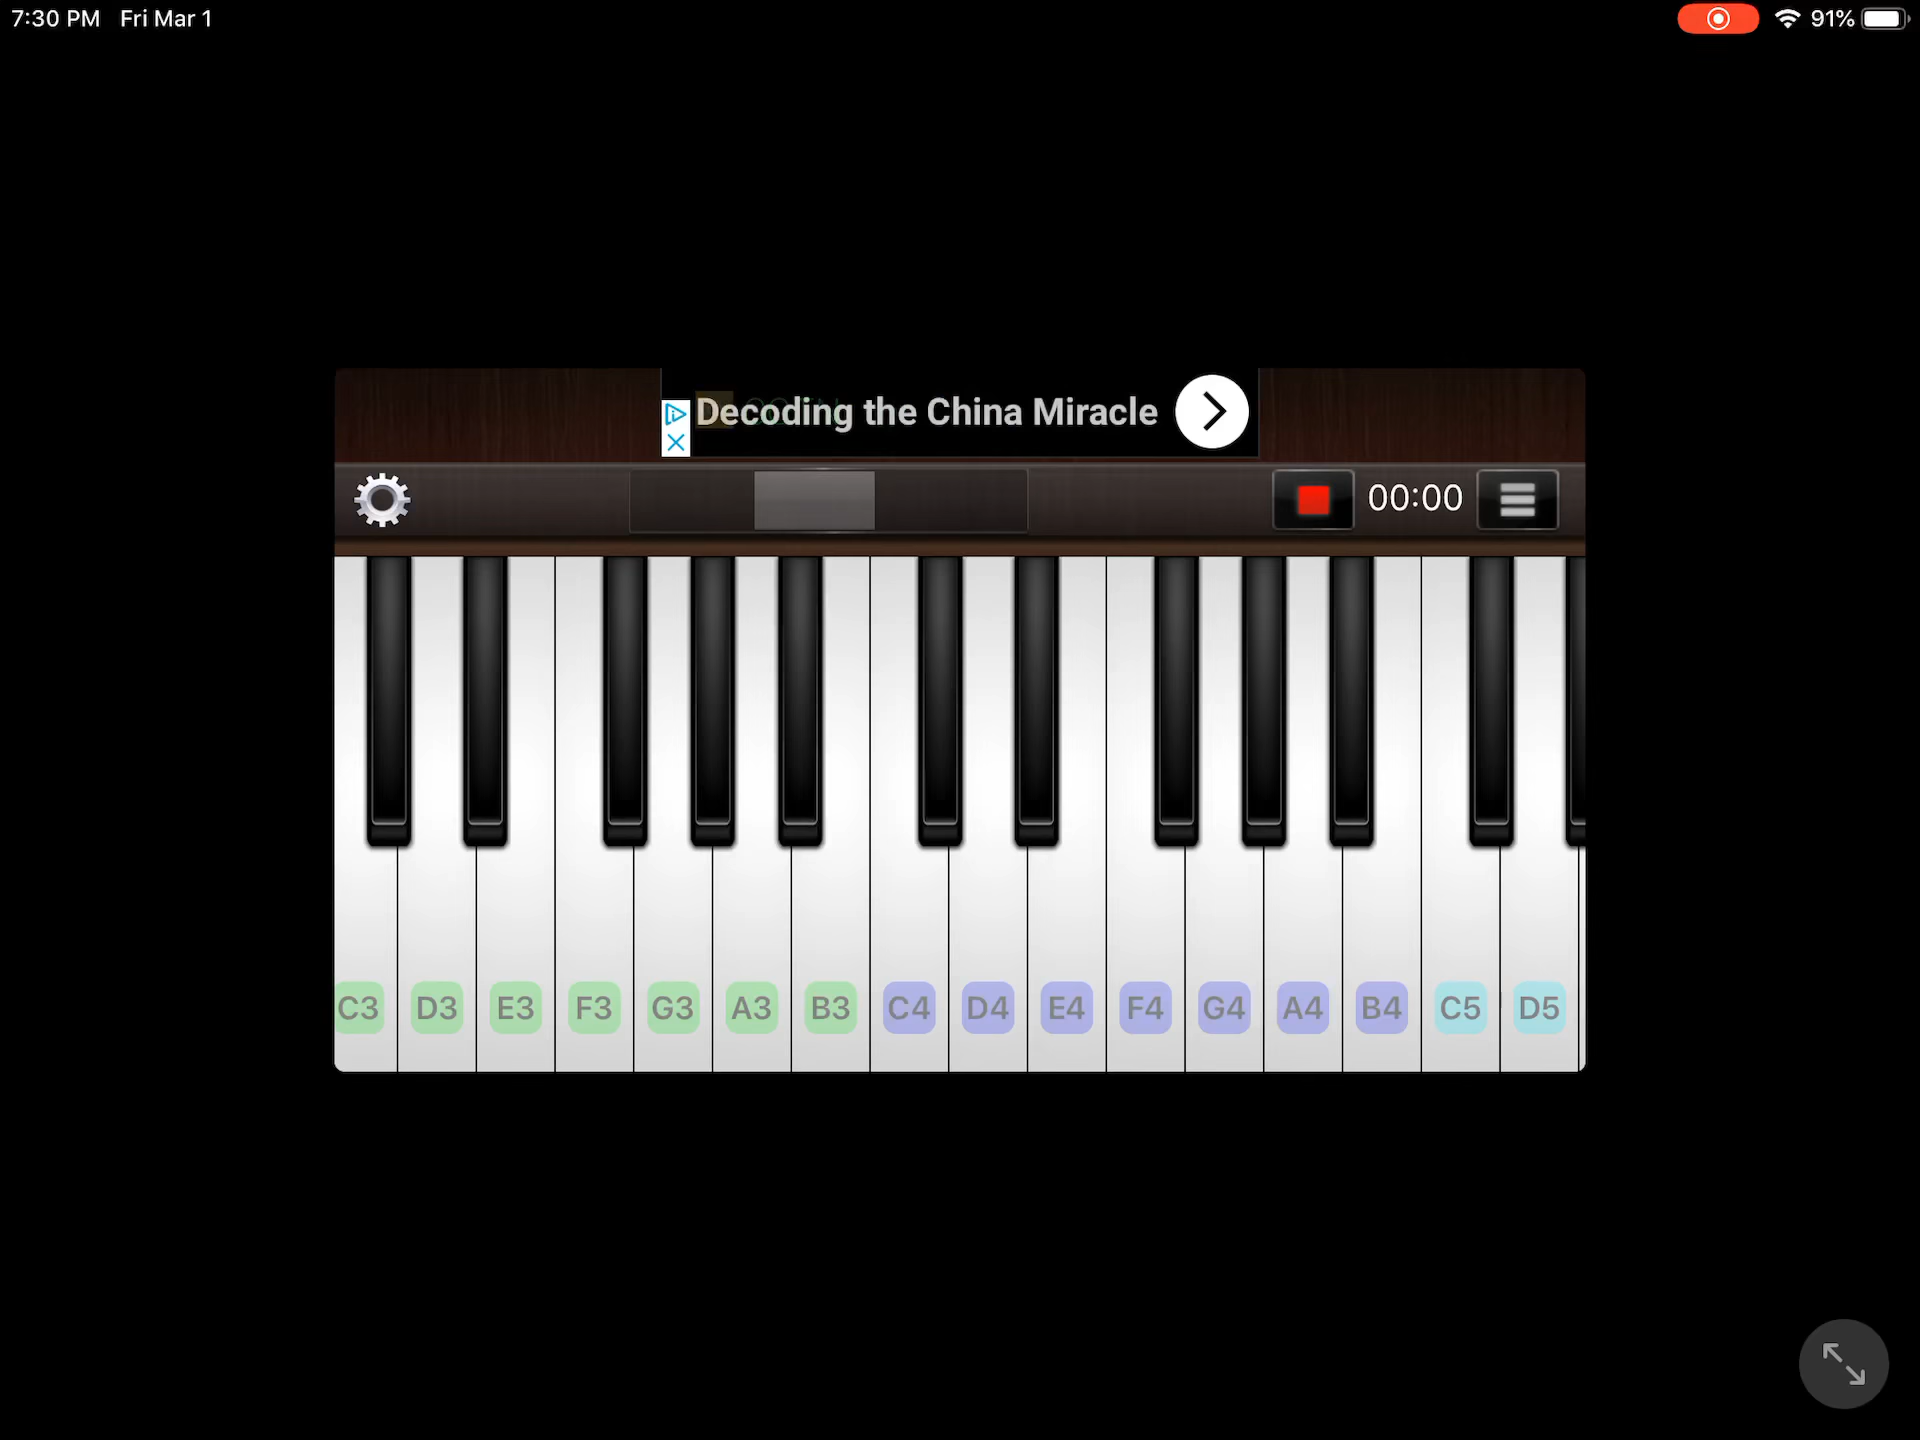 7:30 PM Fri Mar 1
91%
Decoding the China Miracle
00:00
C3 D3 E3 F3 G3 A3 B3 C4 D4 E4 F4 G4 A4 B4 C5 D5